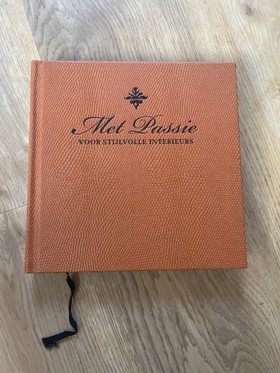 Met Passie
VOOR STIJLVOLLE INTERIEURS